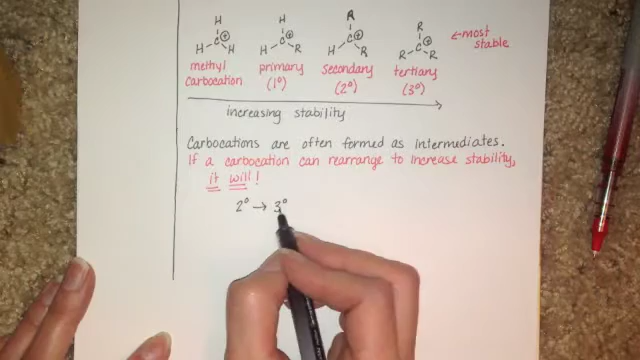 H H R R
C⊕ C⊕ C⊕ C⊕ ←most stable
H H H R H R R R
methyl carbocation primary (1°) secondary (2°) tertiary (3°)
increasing stability
Carbocations are often formed as intermediates.
If a carbocation can rearrange to increase stability,
it will!
2° → 3°